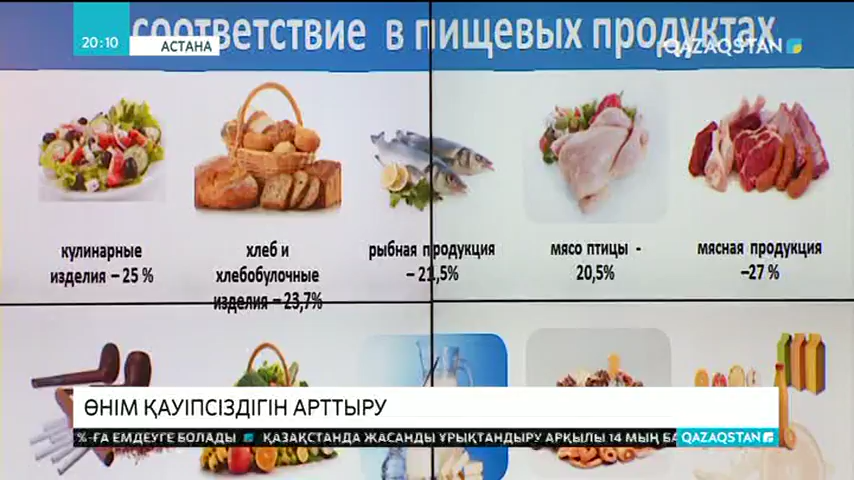 соответствие в пищевых продуктах
20:10
АСТАНА
QAZAQSTAN
кулинарные
изделия – 25 %
хлеб и
хлебобулочные
изделия – 23,7%
рыбная продукция
– 21,5%
мясо птицы -
20,5%
мясная продукция
–27 %
ӨНІМ ҚАУІПСІЗДІГІН АРТТЫРУ
%-ҒА ЕМДЕУГЕ БОЛАДЫ
ҚАЗАҚСТАНДА ЖАСАНДЫ ҰРЫҚТАНДЫРУ АРҚЫЛЫ 14 МЫҢ БА
QAZAQSTAN